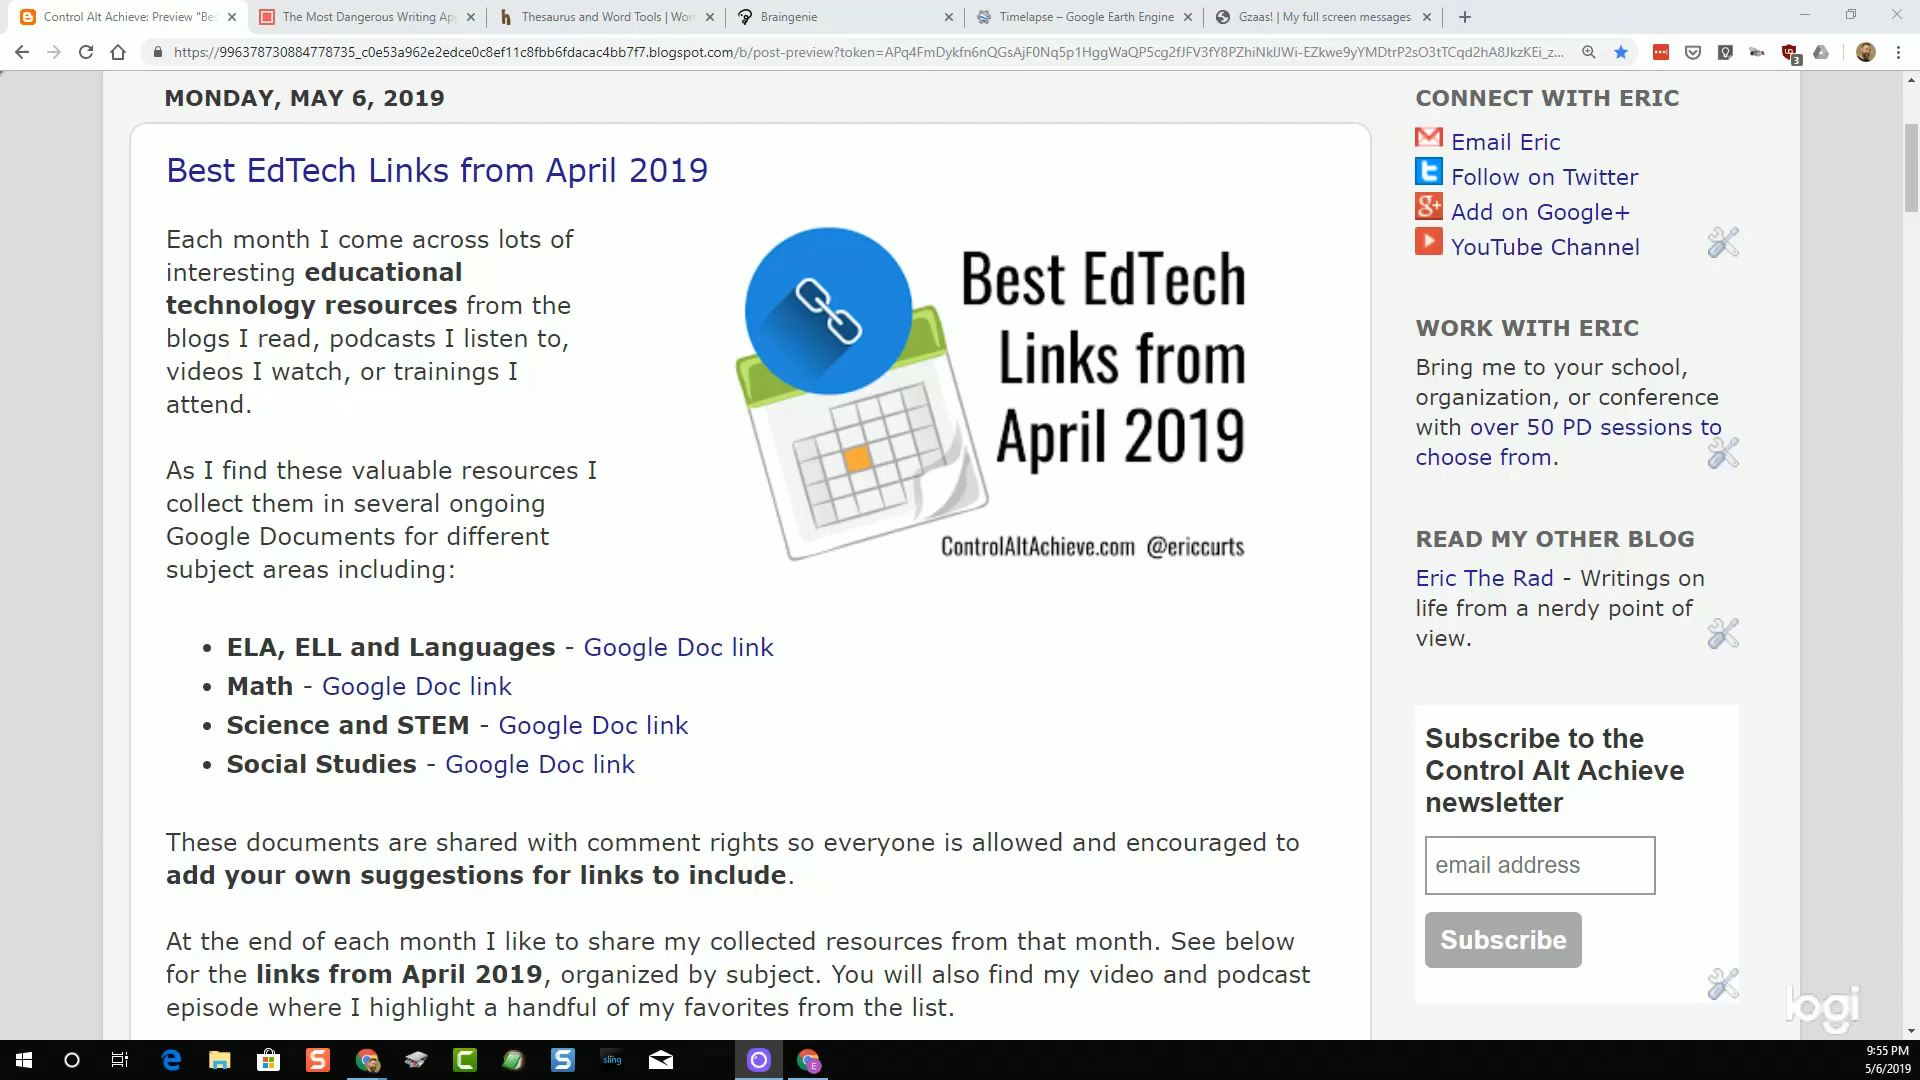 Control Alt Achieve: Preview "Bes
The Most Dangerous Writing App
Thesaurus and Word Tools | Wor
Braingenie
Timelapse – Google Earth Engine
Gzaas! | My full screen messages
MONDAY, MAY 6, 2019
Best EdTech Links from April 2019
Each month I come across lots of
interesting educational
technology resources from the
blogs I read, podcasts I listen to,
videos I watch, or trainings I
attend.
As I find these valuable resources I
collect them in several ongoing
Google Documents for different
subject areas including:
Best EdTech
Links from
April 2019
ControlAltAchieve.com @ericcurts
• ELA, ELL and Languages - Google Doc link
• Math - Google Doc link
• Science and STEM - Google Doc link
• Social Studies - Google Doc link
These documents are shared with comment rights so everyone is allowed and encouraged to
add your own suggestions for links to include.
At the end of each month I like to share my collected resources from that month. See below
for the links from April 2019, organized by subject. You will also find my video and podcast
episode where I highlight a handful of my favorites from the list.
CONNECT WITH ERIC
Email Eric
Follow on Twitter
Add on Google+
YouTube Channel
WORK WITH ERIC
Bring me to your school,
organization, or conference
with over 50 PD sessions to
choose from.
READ MY OTHER BLOG
Eric The Rad - Writings on
life from a nerdy point of
view.
Subscribe to the
Control Alt Achieve
newsletter
email address
Subscribe
logi
sling
9:55 PM
5/6/2019